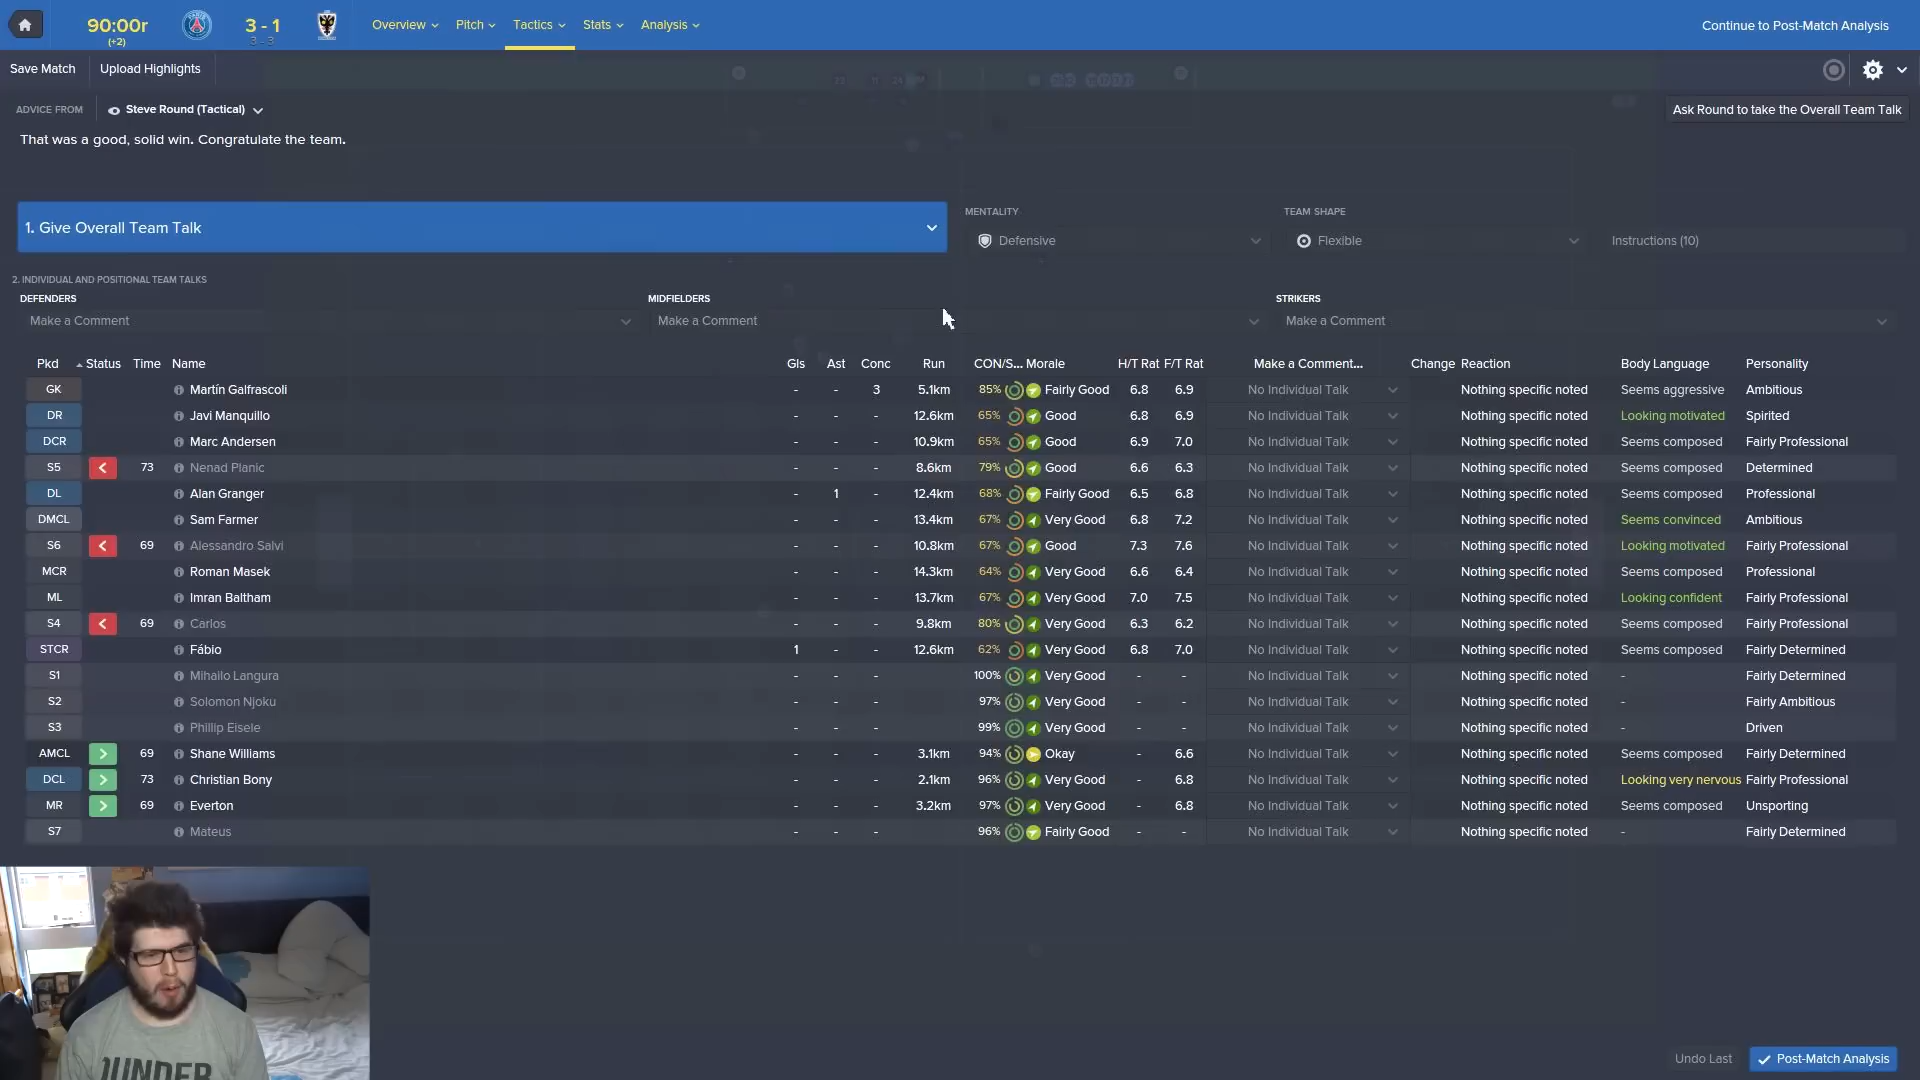 90:00r
(+2)
3 - 1
3 - 3
Overview
Pitch
Tactics
Stats
Analysis
Continue to Post-Match Analysis
Save Match
Upload Highlights
ADVICE FROM
Steve Round (Tactical)
Ask Round to take the Overall Team Talk
That was a good, solid win. Congratulate the team.
1. Give Overall Team Talk
MENTALITY
Defensive
TEAM SHAPE
Flexible
Instructions (10)
2. INDIVIDUAL AND POSITIONAL TEAM TALKS
DEFENDERS
Make a Comment
MIDFIELDERS
Make a Comment
STRIKERS
Make a Comment
Pkd Status Time Name Gls Ast Conc Run CON/S... Morale H/T Rat F/T Rat Make a Comment... Change Reaction Body Language Personality
GK Martín Galfrascoli - - 3 5.1km 85% Fairly Good 6.8 6.9 No Individual Talk Nothing specific noted Seems aggressive Ambitious
DR Javi Manquillo - - - 12.6km 65% Good 6.8 6.9 No Individual Talk Nothing specific noted Looking motivated Spirited
DCR Marc Andersen - - - 10.9km 65% Good 6.9 7.0 No Individual Talk Nothing specific noted Seems composed Fairly Professional
S5 73 Nenad Planic - - - 8.6km 79% Good 6.6 6.3 No Individual Talk Nothing specific noted Seems composed Determined
DL Alan Granger - 1 - 12.4km 68% Fairly Good 6.5 6.8 No Individual Talk Nothing specific noted Seems composed Professional
DMCL Sam Farmer - - - 13.4km 67% Very Good 6.8 7.2 No Individual Talk Nothing specific noted Seems convinced Ambitious
S6 69 Alessandro Salvi - - - 10.8km 67% Good 7.3 7.6 No Individual Talk Nothing specific noted Looking motivated Fairly Professional
MCR Roman Masek - - - 14.3km 64% Very Good 6.6 6.4 No Individual Talk Nothing specific noted Seems composed Professional
ML Imran Baltham - - - 13.7km 67% Very Good 7.0 7.5 No Individual Talk Nothing specific noted Looking confident Fairly Professional
S4 69 Carlos - - - 9.8km 80% Very Good 6.3 6.2 No Individual Talk Nothing specific noted Seems composed Fairly Professional
STCR Fábio 1 - - 12.6km 62% Very Good 6.8 7.0 No Individual Talk Nothing specific noted Seems composed Fairly Determined
S1 Mihailo Langura - - - 100% Very Good - - No Individual Talk Nothing specific noted - Fairly Determined
S2 Solomon Njoku - - - 97% Very Good - - No Individual Talk Nothing specific noted - Fairly Ambitious
S3 Phillip Eisele - - - 99% Very Good - - No Individual Talk Nothing specific noted - Driven
AMCL 69 Shane Williams - - - 3.1km 94% Okay - 6.6 No Individual Talk Nothing specific noted Seems composed Fairly Determined
DCL 73 Christian Bony - - - 2.1km 96% Very Good - 6.8 No Individual Talk Nothing specific noted Looking very nervous Fairly Professional
MR 69 Everton - - - 3.2km 97% Very Good - 6.8 No Individual Talk Nothing specific noted Seems composed Unsporting
S7 Mateus - - - 96% Fairly Good - - No Individual Talk Nothing specific noted - Fairly Determined
UNDER
Undo Last
Post-Match Analysis